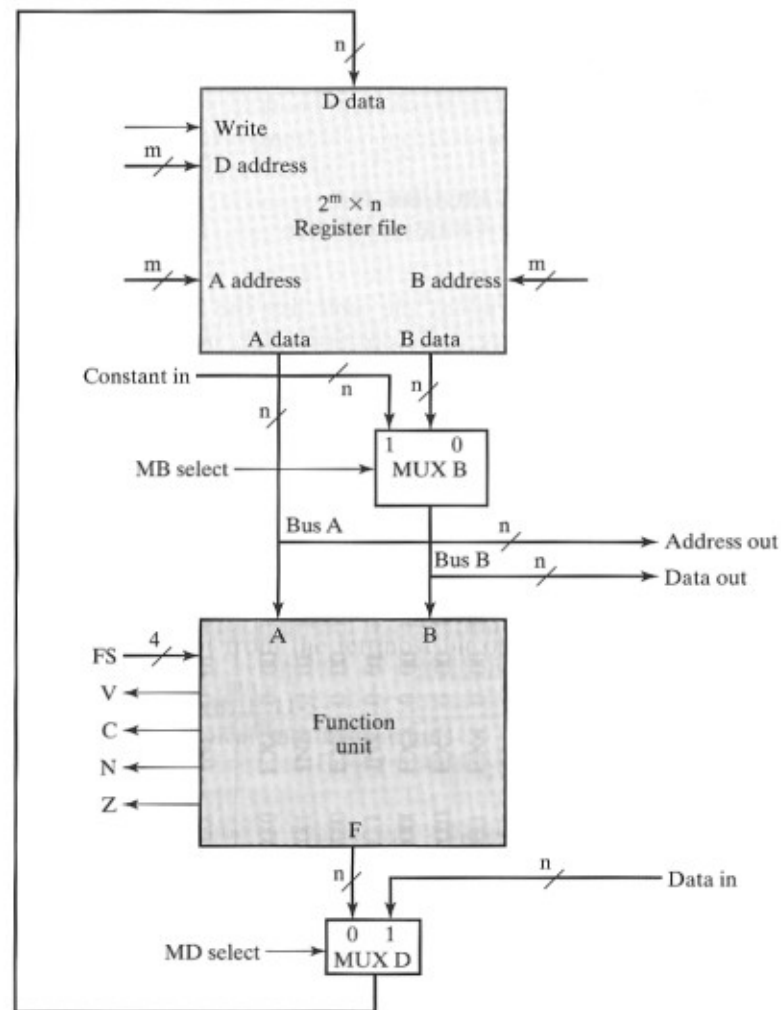 n
D data
Write
m
D address
2^m × n
Register file
m
A address
B address
m
A data
B data
Constant in
n
n
n
1 0
MB select
MUX B
Bus A
n
Address out
Bus B
n
Data out
A
B
4
FS
V
C
Function
unit
N
Z
F
n
n
Data in
0 1
MD select
MUX D